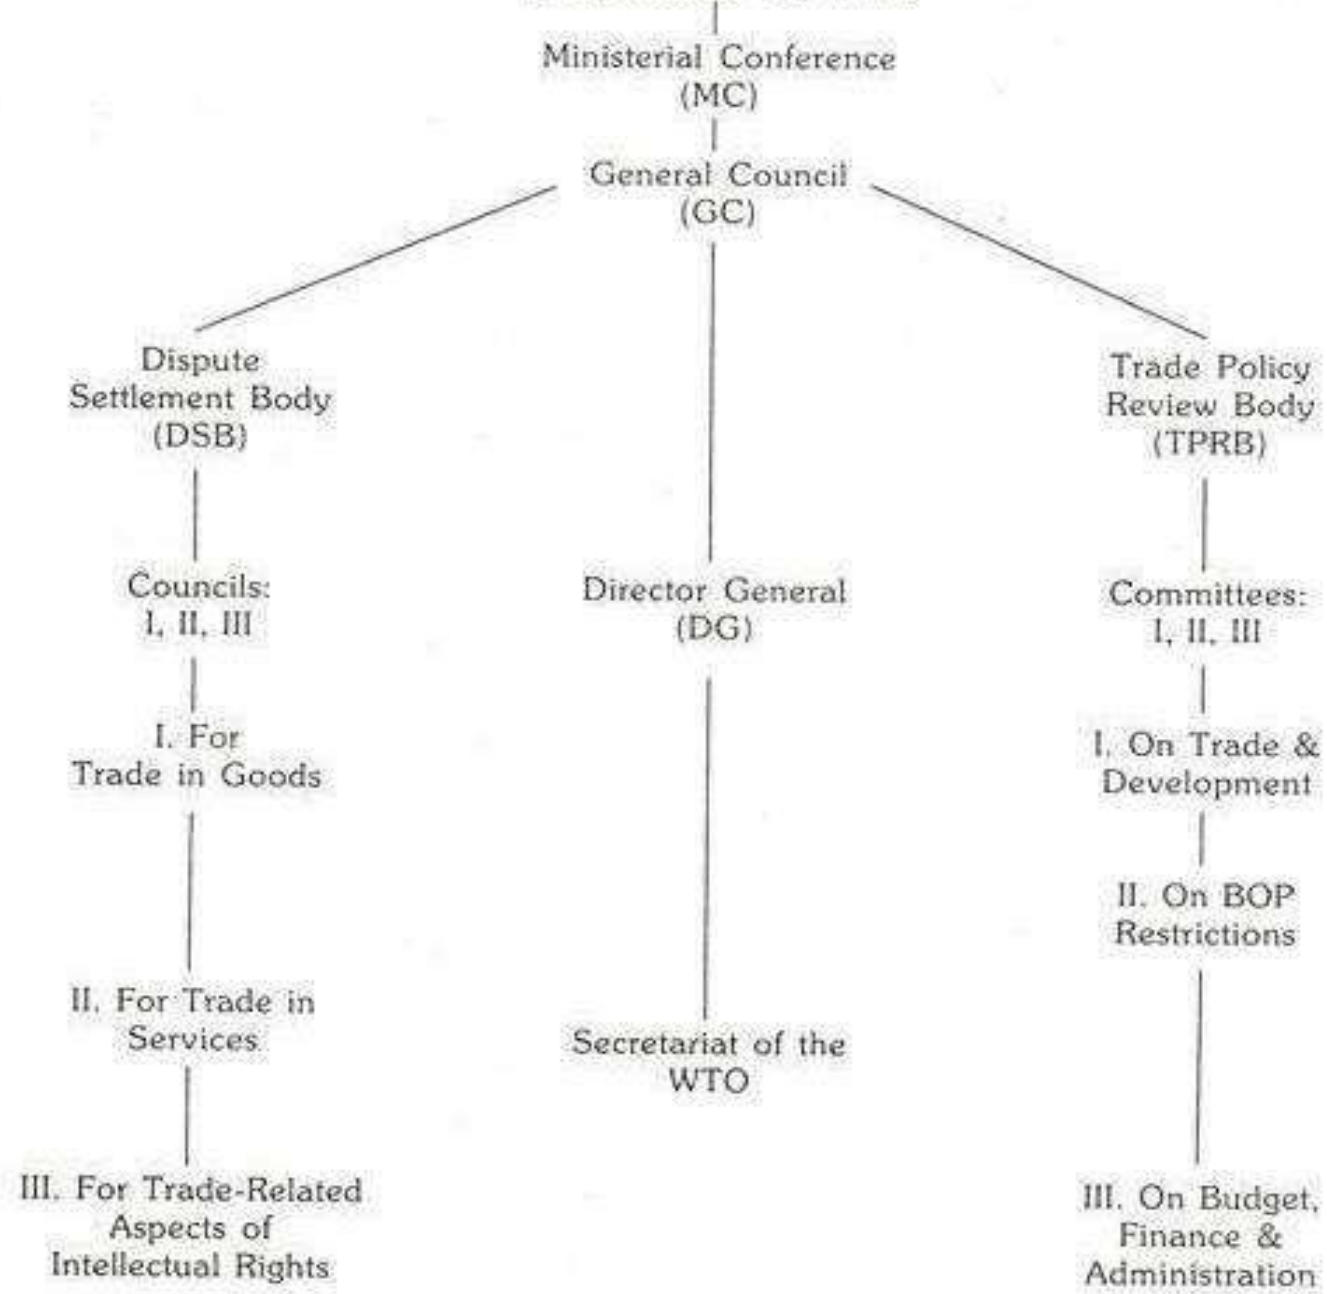 Ministerial Conference
(MC)
General Council
(GC)
Dispute
Settlement Body
(DSB)
Councils:
I, II, III
I. For
Trade in Goods
II. For Trade in
Services
III. For Trade-Related
Aspects of
Intellectual Rights
Director General
(DG)
Secretariat of the
WTO
Trade Policy
Review Body
(TPRB)
Committees:
I, II, III
I. On Trade &
Development
II. On BOP
Restrictions
III. On Budget,
Finance &
Administration